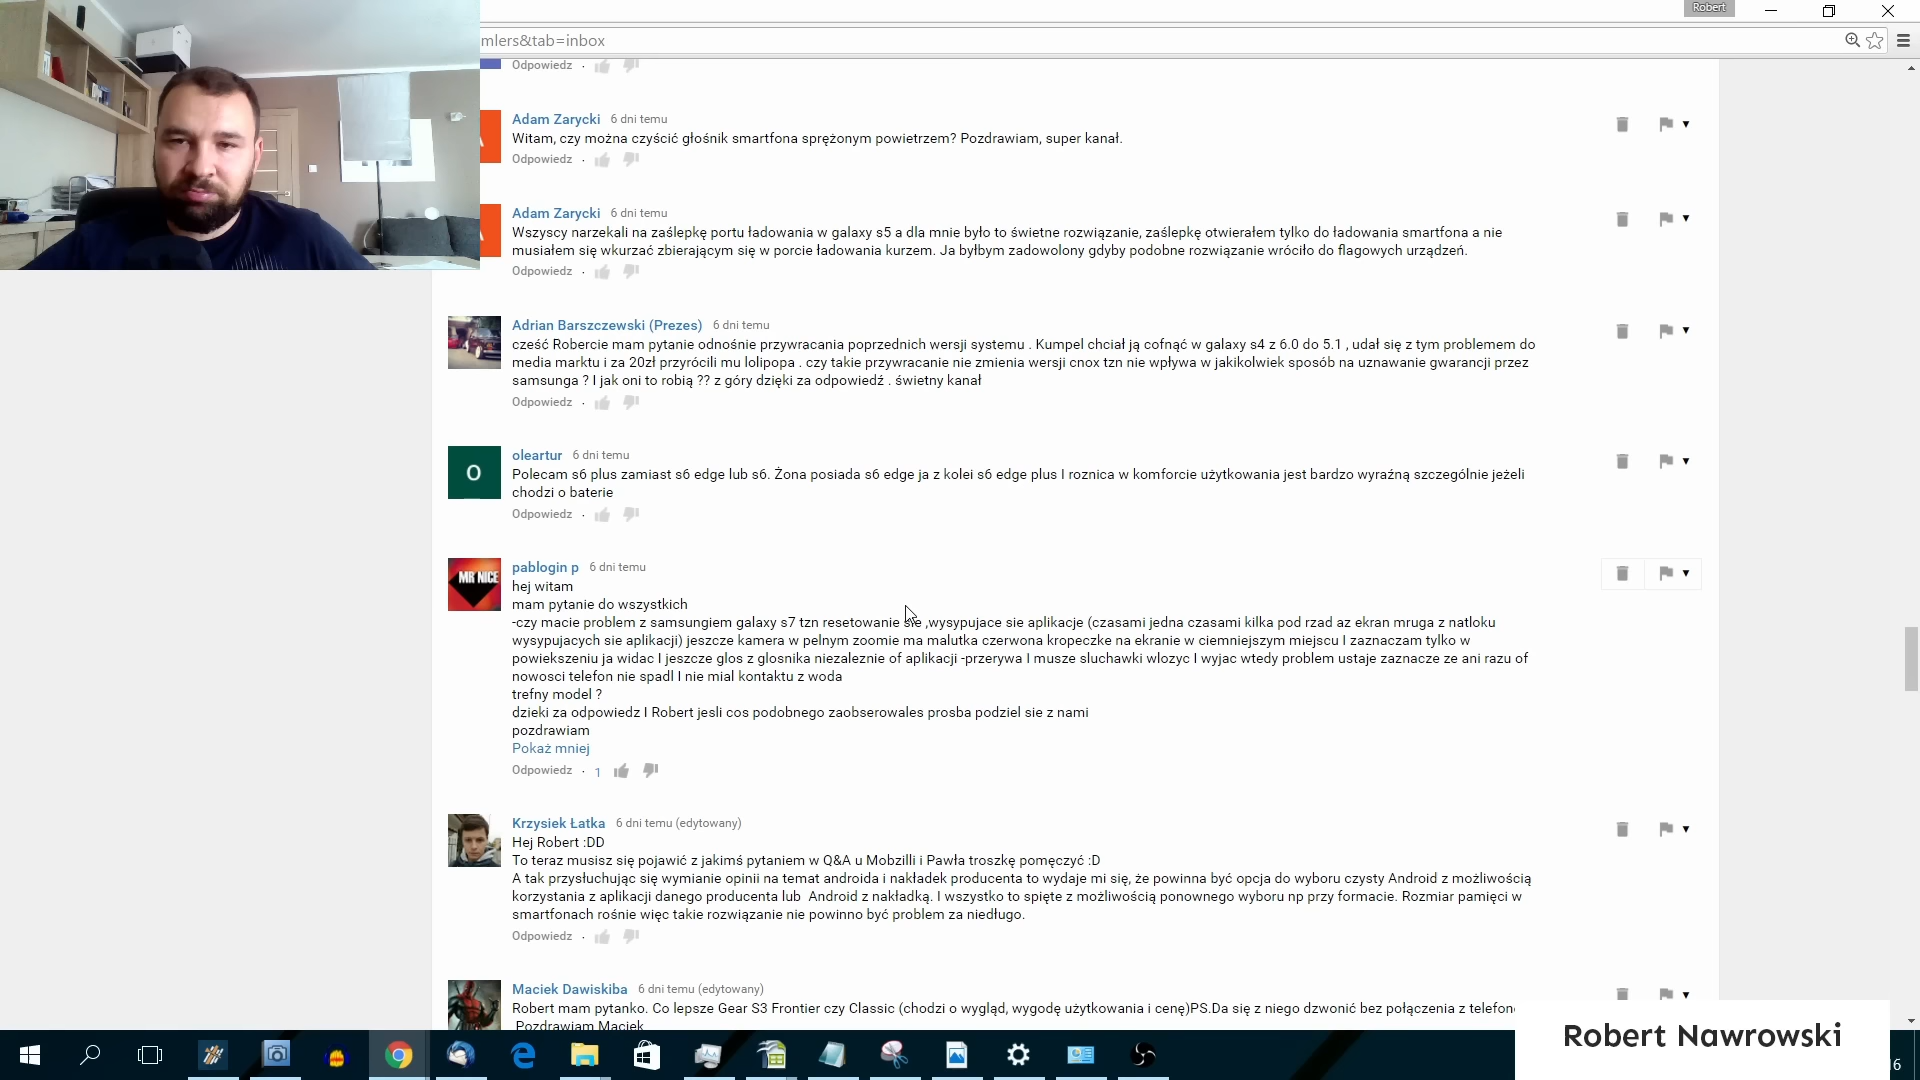 Robert
mlers&tab=inbox
Odpowiedz ·
Adam Zarycki 6 dni temu
Witam, czy można czyścić głośnik smartfona sprężonym powietrzem? Pozdrawiam, super kanał.
Odpowiedz ·
Adam Zarycki 6 dni temu
Wszyscy narzekali na zaślepkę portu ładowania w galaxy s5 a dla mnie było to świetne rozwiązanie, zaślepkę otwierałem tylko do ładowania smartfona a nie
musiałem się wkurzać zbierającym się w porcie ładowania kurzem. Ja byłbym zadowolony gdyby podobne rozwiązanie wróciło do flagowych urządzeń.
Odpowiedz ·
Adrian Barszczewski (Prezes) 6 dni temu
cześć Robercie mam pytanie odnośnie przywracania poprzednich wersji systemu . Kumpel chciał ją cofnąć w galaxy s4 z 6.0 do 5.1 , udał się z tym problemem do
media marktu i za 20zł przyrócili mu lolipopa . czy takie przywracanie nie zmienia wersji cnox tzn nie wpływa w jakikolwiek sposób na uznawanie gwarancji przez
samsunga ? I jak oni to robią ?? z góry dzięki za odpowiedź . świetny kanał
Odpowiedz ·
O
oleartur 6 dni temu
Polecam s6 plus zamiast s6 edge lub s6. Żona posiada s6 edge ja z kolei s6 edge plus I roznica w komforcie użytkowania jest bardzo wyraźną szczególnie jeżeli
chodzi o baterie
Odpowiedz ·
MR NICE
pablogin p 6 dni temu
hej witam
mam pytanie do wszystkich
-czy macie problem z samsungiem galaxy s7 tzn resetowanie ,wysypujace sie aplikacje (czasami jedna czasami kilka pod rzad az ekran mruga z natloku
wysypujacych sie aplikacji) jeszcze kamera w pelnym zoomie ma malutka czerwona kropeczke na ekranie w ciemniejszym miejscu I zaznaczam tylko w
powiekszeniu ja widac I jeszcze glos z glosnika niezaleznie of aplikacji -przerywa I musze sluchawki wlozyc I wyjac wtedy problem ustaje zaznacze ze ani razu of
nowosci telefon nie spadl I nie mial kontaktu z woda
trefny model ?
dzieki za odpowiedz I Robert jesli cos podobnego zaobserowales prosba podziel sie z nami
pozdrawiam
Pokaż mniej
Odpowiedz · 1
Krzysiek Łatka 6 dni temu (edytowany)
Hej Robert :DD
To teraz musisz się pojawić z jakimś pytaniem w Q&A u Mobzilli i Pawła troszkę pomęczyć :D
A tak przysłuchując się wymianie opinii na temat androida i nakładek producenta to wydaje mi się, że powinna być opcja do wyboru czysty Android z możliwością
korzystania z aplikacji danego producenta lub Android z nakładką. I wszystko to spięte z możliwością ponownego wyboru np przy formacie. Rozmiar pamięci w
smartfonach rośnie więc takie rozwiązanie nie powinno być problem za niedługo.
Odpowiedz ·
Maciek Dawiskiba 6 dni temu (edytowany)
Robert mam pytanko. Co lepsze Gear S3 Frontier czy Classic (chodzi o wygląd, wygodę użytkowania i cenę)PS.Da się z niego dzwonić bez połączenia z
Pozdrawiam Maciek
Robert Nawrowski
16